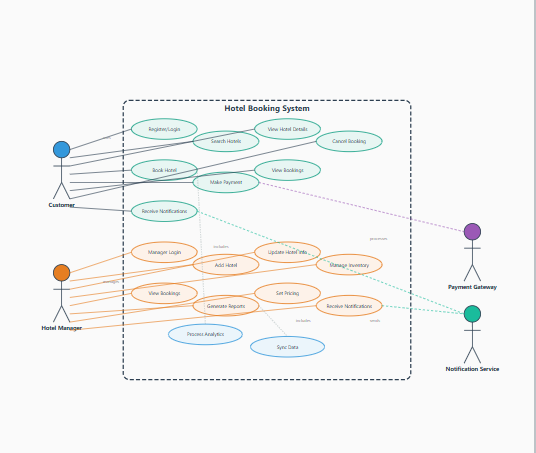 Hotel Booking System
Register/Login
View Hotel Details
Search Hotels
Cancel Booking
Book Hotel
View Bookings
Make Payment
Customer
Receive Notifications
processes
includes
Manager Login
Update Hotel Info
Add Hotel
Manage Inventory
manages
Payment Gateway
View Bookings
Set Pricing
Generate Reports
Receive Notifications
Hotel Manager
includes
sends
Process Analytics
Sync Data
Notification Service